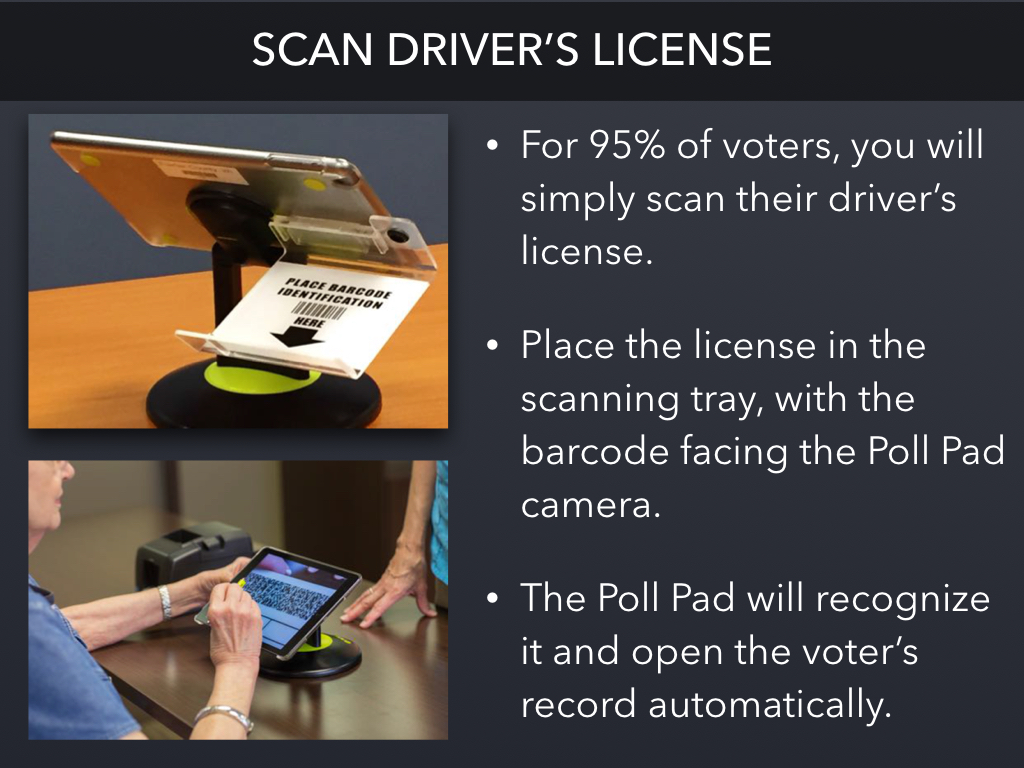 SCAN DRIVER’S LICENSE
PLACE BARCODE
IDENTIFICATION
HERE
• For 95% of voters, you will
simply scan their driver’s
license.
• Place the license in the
scanning tray, with the
barcode facing the Poll Pad
camera.
• The Poll Pad will recognize
it and open the voter’s
record automatically.